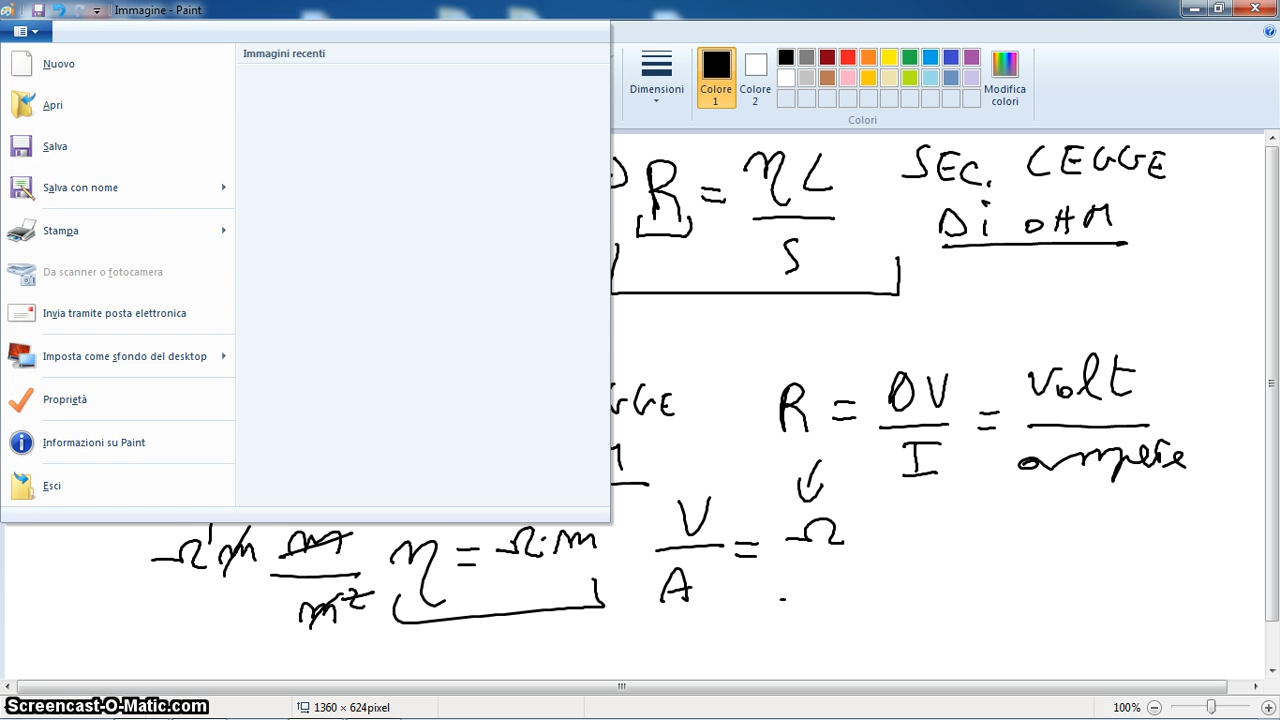 Immagine - Paint
Immagini recenti
Nuovo
Apri
Salva
Salva con nome
Stampa
Da scanner o fotocamera
Invia tramite posta elettronica
Imposta come sfondo del desktop
Proprietà
Informazioni su Paint
Esci
Dimensioni
Colore 1
Colore 2
Modifica colori
Colori
R = ηL
S
SEC. LEGGE
Di OHM
GGE
R = ΔV = Volt
I ampere
Ω m m η = Ω·m V = Ω
m² A
1360 × 624pixel
100%
Screencast-O-Matic.com